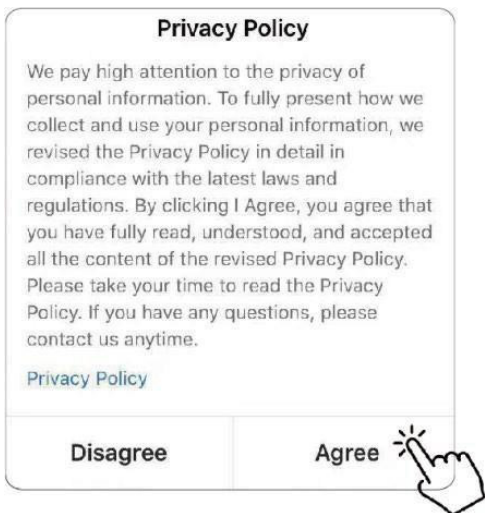 Privacy Policy
We pay high attention to the privacy of
personal information. To fully present how we
collect and use your personal information, we
revised the Privacy Policy in detail in
compliance with the latest laws and
regulations. By clicking I Agree, you agree that
you have fully read, understood, and accepted
all the content of the revised Privacy Policy.
Please take your time to read the Privacy
Policy. If you have any questions, please
contact us anytime.
Privacy Policy
Disagree Agree